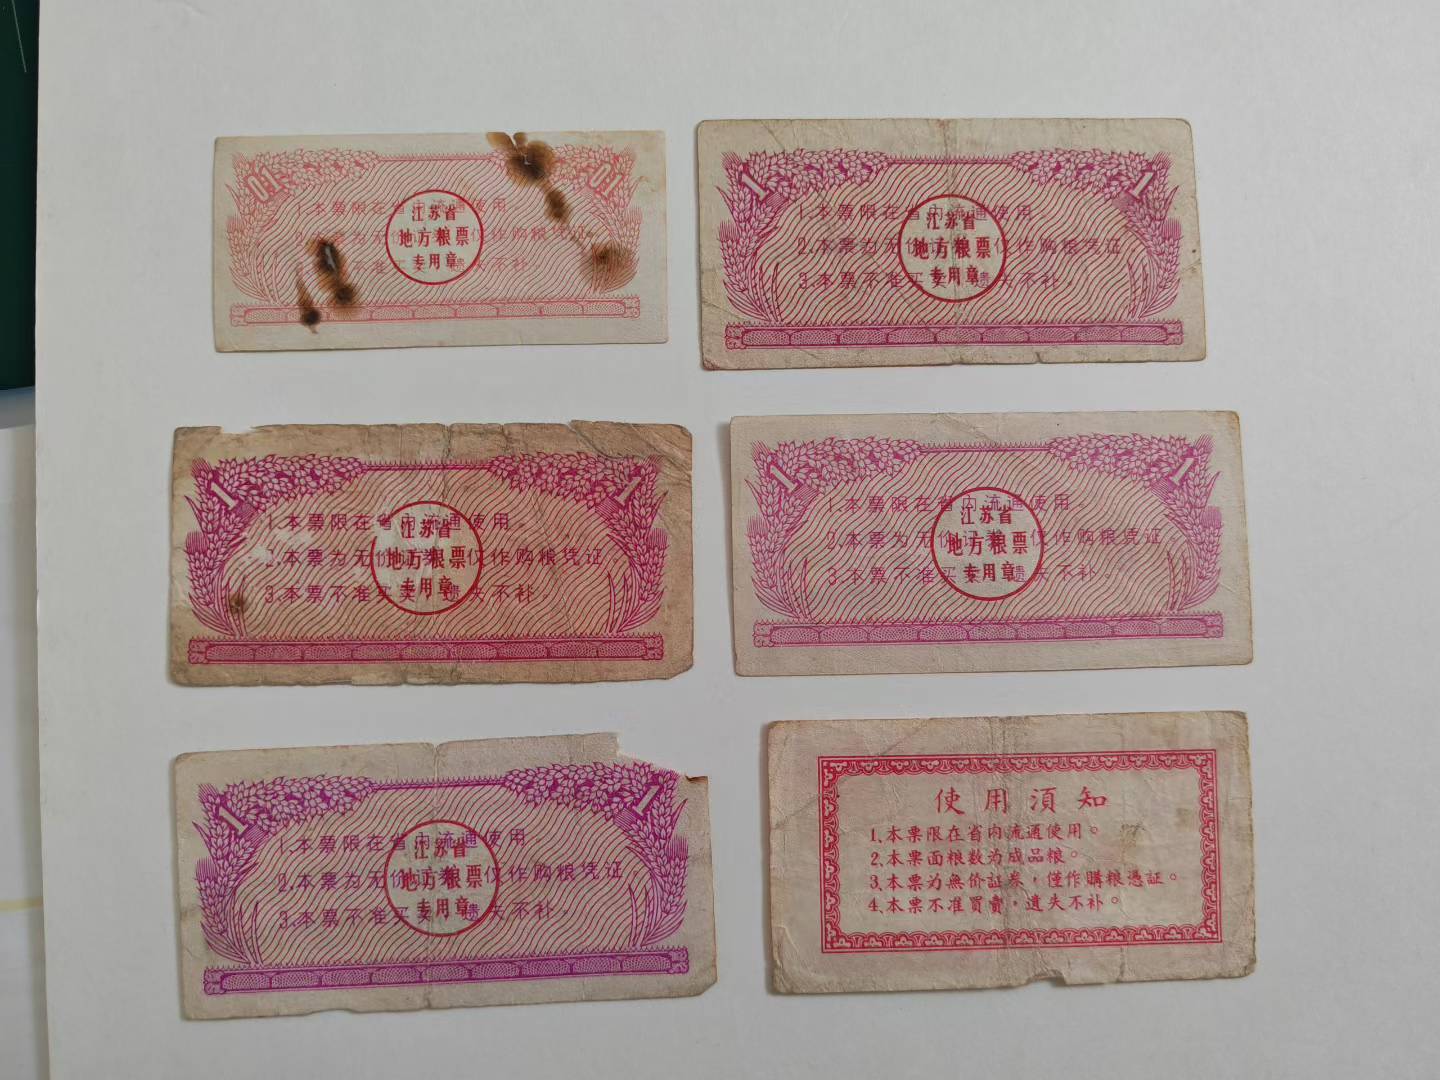 0.1
0.1
1.本票限在省内流通使用
2.本票为无价证券,仅作购粮凭证
不准买卖,遗失不补
江苏省
地方粮票
专用章
1
1
1.本票限在省内流通使用。
2.本票为无价证券,仅作购粮凭证
3.本票不准买卖,遗失不补。
江苏省
地方粮票
专用章
1
1
1.本票限在省内流通使用。
2.本票为无价证券,仅作购粮凭证
3.本票不准买卖,遗失不补
江苏省
地方粮票
专用章
1
1
1.本票限在省内流通使用。
2.本票为无价证券,仅作购粮凭证。
3.本票不准买卖,遗失不补
江苏省
地方粮票
专用章
1
1
1.本票限在省内流通使用。
2.本票为无价证券,仅作购粮凭证。
3.本票不准买卖,遗失不补。
江苏省
地方粮票
专用章
使用須知
1.本票限在省内流通使用。
2.本票面粮数为成品粮。
3.本票为無价証券,僅作購粮憑証。
4.本票不准買賣,遺失不补。